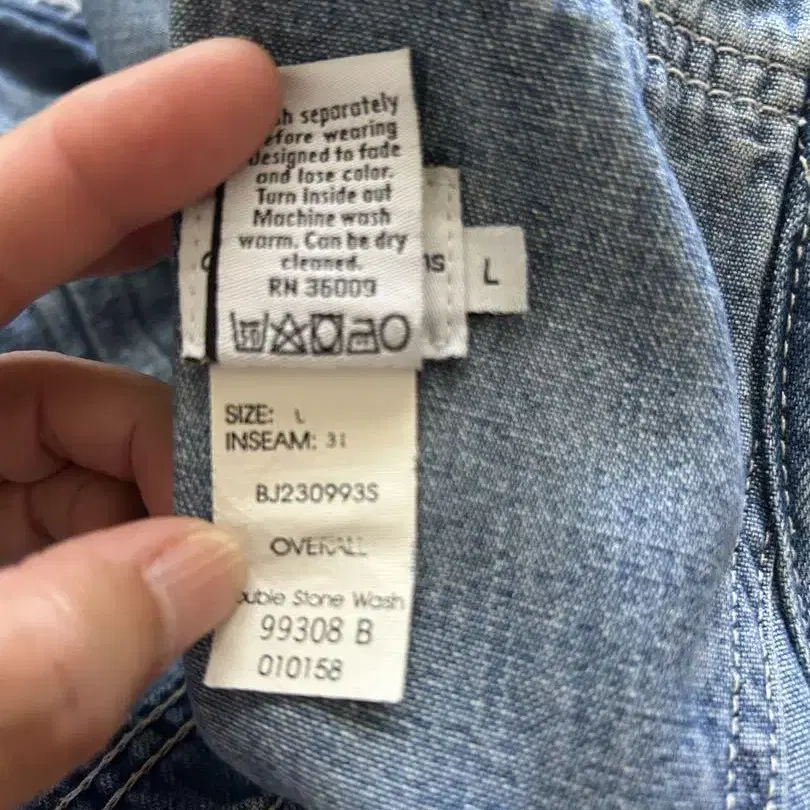 separately
before wearing
Designed to fade
and lose color.
Turn inside out
Machine wash
warm. Can be dry
cleaned.
RN 36009
L
SIZE: L
INSEAM: 31
BJ230993S
OVERALL
Stone Wash
99308 B
010158